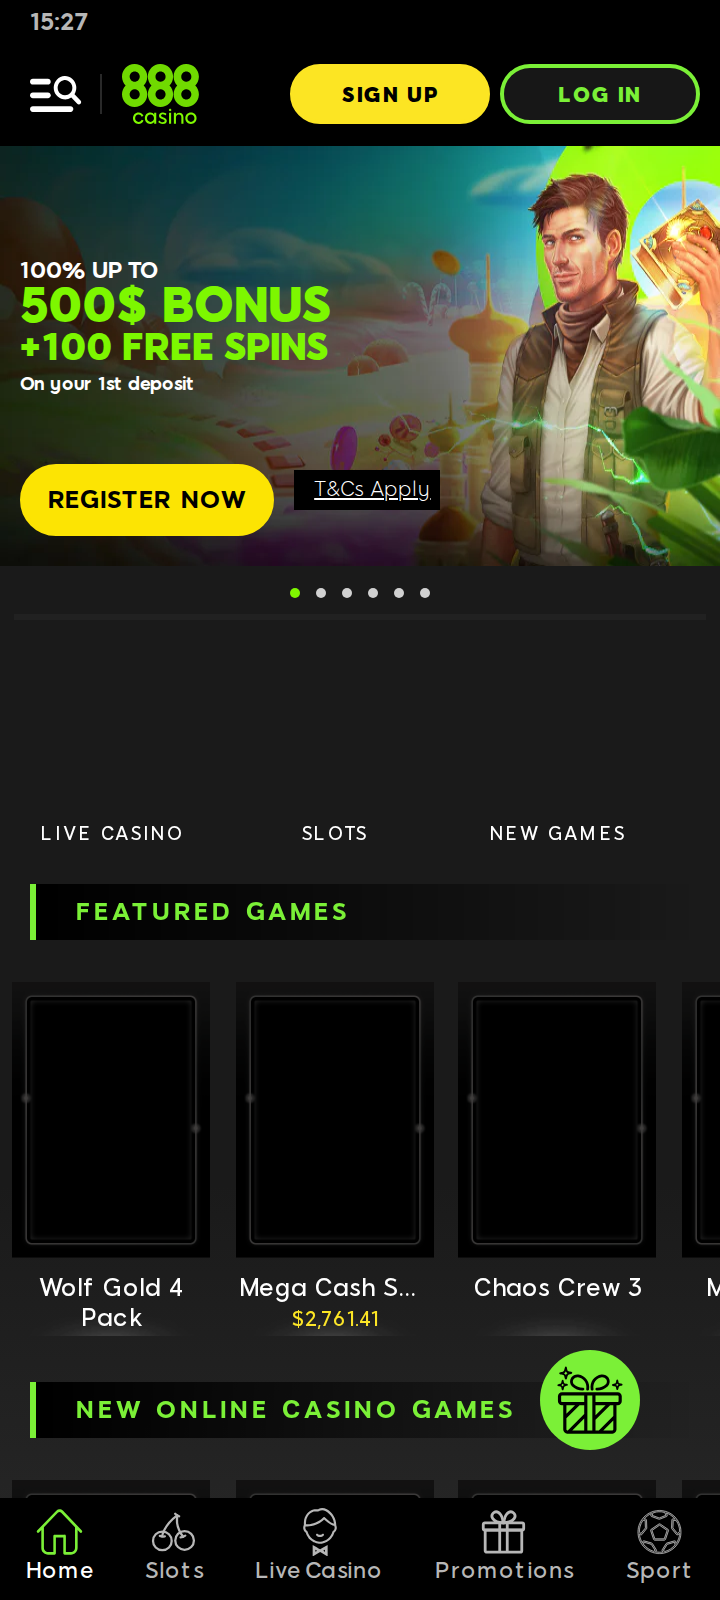 15:27
888
casino
SIGN UP
LOG IN
100% UP TO
500$ BONUS
+100 FREE SPINS
On your 1st deposit
REGISTER NOW
T&Cs Apply
LIVE CASINO
SLOTS
NEW GAMES
FEATURED GAMES
Wolf Gold 4
Pack
Mega Cash S...
$2,761.41
Chaos Crew 3
M
NEW ONLINE CASINO GAMES
Home
Slots
Live Casino
Promotions
Sport